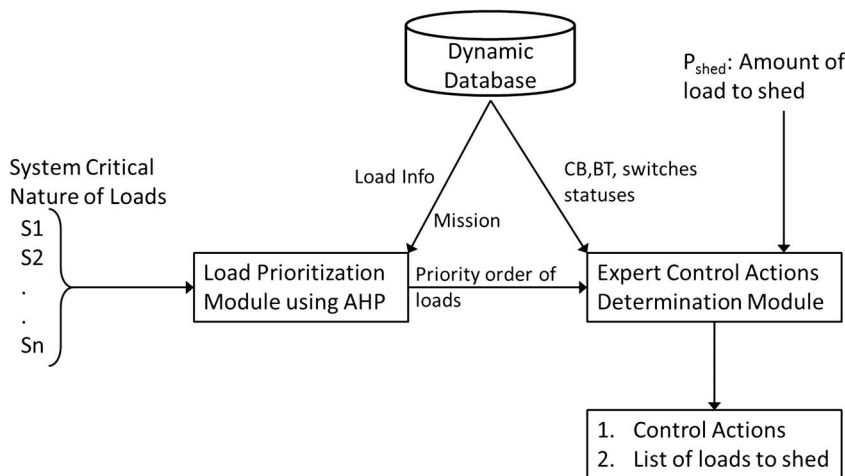 Dynamic
Database
P_shed: Amount of
load to shed
System Critical
Nature of Loads
S1
S2
.
.
Sn
Load Info
Mission
CB,BT, switches
statuses
Load Prioritization
Module using AHP
Priority order of
loads
Expert Control Actions
Determination Module
1. Control Actions
2. List of loads to shed